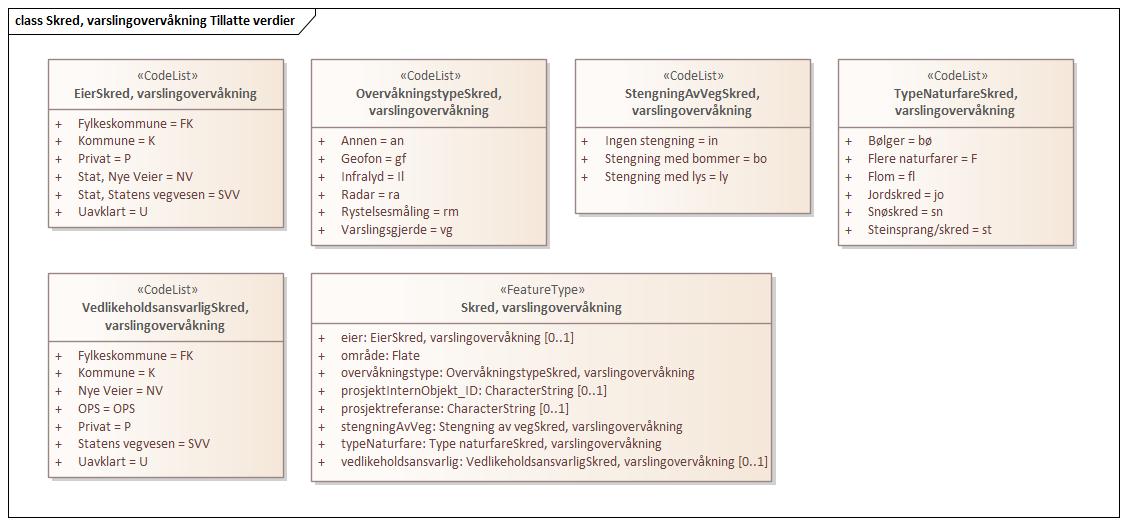 class Skred, varslingovervåkning Tillatte verdier
«CodeList»
EierSkred, varslingovervåkning
+ Fylkeskommune = FK
+ Kommune = K
+ Privat = P
+ Stat, Nye Veier = NV
+ Stat, Statens vegvesen = SVV
+ Uavklart = U
«CodeList»
OvervåkningstypeSkred,
varslingovervåkning
+ Annen = an
+ Geofon = gf
+ Infralyd = Il
+ Radar = ra
+ Rystelsesmåling = rm
+ Varslingsgjerde = vg
«CodeList»
StengningAvVegSkred,
varslingovervåkning
+ Ingen stengning = in
+ Stengning med bommer = bo
+ Stengning med lys = ly
«CodeList»
TypeNaturfareSkred,
varslingovervåkning
+ Bølger = bø
+ Flere naturfarer = F
+ Flom = fl
+ Jordskred = jo
+ Snøskred = sn
+ Steinsprang/skred = st
«CodeList»
VedlikeholdsansvarligSkred,
varslingovervåkning
+ Fylkeskommune = FK
+ Kommune = K
+ Nye Veier = NV
+ OPS = OPS
+ Privat = P
+ Statens vegvesen = SVV
+ Uavklart = U
«FeatureType»
Skred, varslingovervåkning
+ eier: EierSkred, varslingovervåkning [0..1]
+ område: Flate
+ overvåkningstype: OvervåkningstypeSkred, varslingovervåkning
+ prosjektInternObjekt_ID: CharacterString [0..1]
+ prosjektreferanse: CharacterString [0..1]
+ stengningAvVeg: Stengning av vegSkred, varslingovervåkning
+ typeNaturfare: Type naturfareSkred, varslingovervåkning
+ vedlikeholdsansvarlig: VedlikeholdsansvarligSkred, varslingovervåkning [0..1]